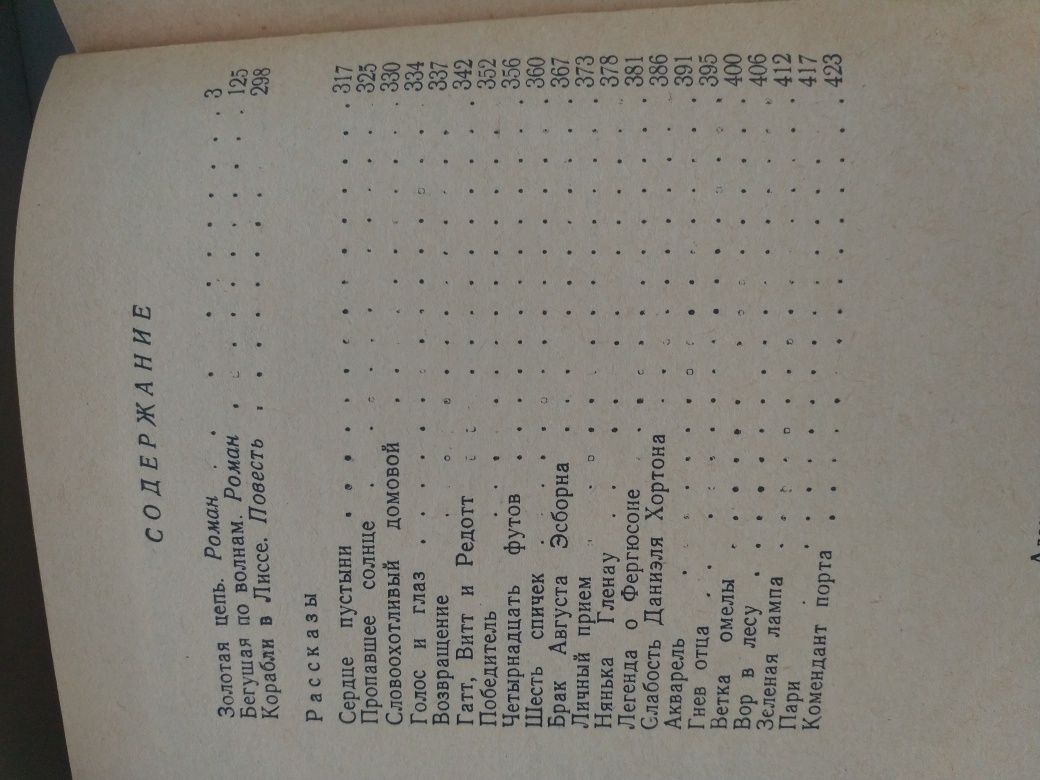 СОДЕРЖАНИЕ
Золотая цепь. Роман . . . . . . . . . . 3
Бегущая по волнам. Роман . . . . . . . . . . 125
Корабли в Лиссе. Повесть . . . . . . . . . . 298
Рассказы
Сердце пустыни . . . . . . . . . . 317
Пропавшее солнце . . . . . . . . . . 325
Словоохотливый домовой . . . . . . . . . . 330
Голос и глаз . . . . . . . . . . 334
Возвращение . . . . . . . . . . 337
Гатт, Витт и Редотт . . . . . . . . . . 342
Победитель . . . . . . . . . . 352
Четырнадцать футов . . . . . . . . . . 356
Шесть спичек . . . . . . . . . . 360
Брак Августа Эсборна . . . . . . . . . . 367
Личный прием . . . . . . . . . . 373
Нянька Гленау . . . . . . . . . . 378
Легенда о Фергюсоне . . . . . . . . . . 381
Слабость Даниэля Хортона . . . . . . . . . . 386
Акварель . . . . . . . . . . 391
Гнев отца . . . . . . . . . . 395
Ветка омелы . . . . . . . . . . 400
Вор в лесу . . . . . . . . . . 406
Зеленая лампа . . . . . . . . . . 412
Пари . . . . . . . . . . 417
Комендант порта . . . . . . . . . . 423